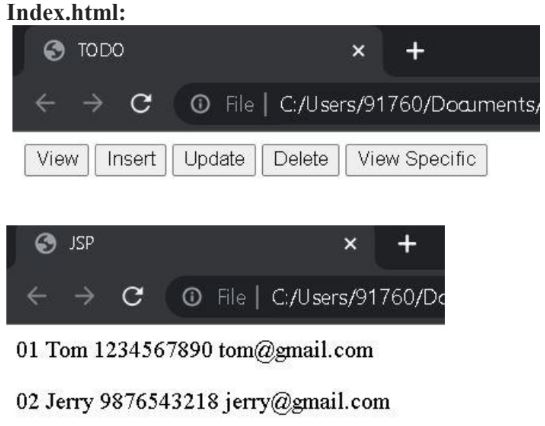 Index.html:
TODO
File | C:/Users/91760/Documents/
View Insert Update Delete View Specific
JSP
File | C:/Users/91760/Do
01 Tom 1234567890 tom@gmail.com
02 Jerry 9876543218 jerry@gmail.com